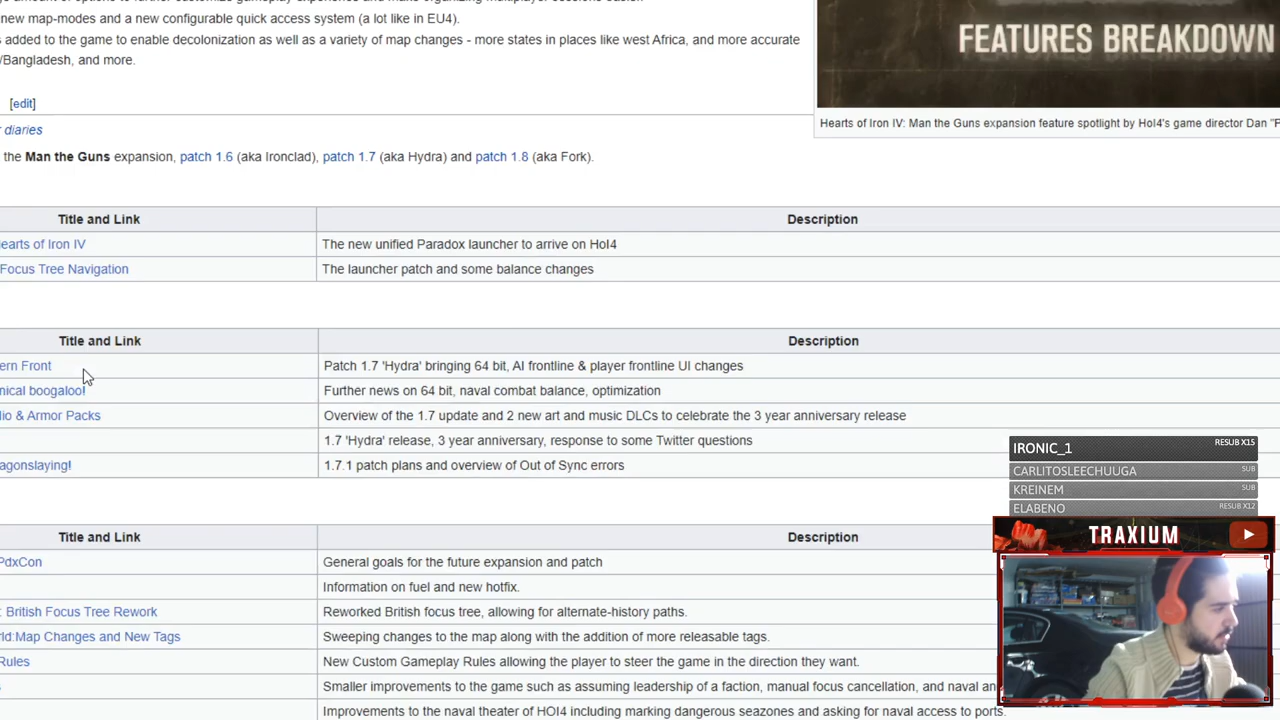 new map-modes and a new configurable quick access system (a lot like in EU4).
added to the game to enable decolonization as well as a variety of map changes - more states in places like west Africa, and more accurate
/Bangladesh, and more.
FEATURES BREAKDOWN
Hearts of Iron IV: Man the Guns expansion feature spotlight by HoI4's game director Dan
[edit]
diaries
the Man the Guns expansion, patch 1.6 (aka Ironclad), patch 1.7 (aka Hydra) and patch 1.8 (aka Fork).
Title and Link Description
earts of Iron IV The new unified Paradox launcher to arrive on HoI4
Focus Tree Navigation The launcher patch and some balance changes
Title and Link Description
ern Front Patch 1.7 'Hydra' bringing 64 bit, AI frontline & player frontline UI changes
nical boogaloo! Further news on 64 bit, naval combat balance, optimization
io & Armor Packs Overview of the 1.7 update and 2 new art and music DLCs to celebrate the 3 year anniversary release
1.7 'Hydra' release, 3 year anniversary, response to some Twitter questions
agonslaying! 1.7.1 patch plans and overview of Out of Sync errors
Title and Link Description
PdxCon General goals for the future expansion and patch
Information on fuel and new hotfix.
: British Focus Tree Rework Reworked British focus tree, allowing for alternate-history paths.
ld:Map Changes and New Tags Sweeping changes to the map along with the addition of more releasable tags.
Rules New Custom Gameplay Rules allowing the player to steer the game in the direction they want.
Smaller improvements to the game such as assuming leadership of a faction, manual focus cancellation, and naval an
Improvements to the naval theater of HOI4 including marking dangerous seazones and asking for naval access to ports.
IRONIC_1 RESUB X15
CARLITOSLEECHUUGA SUB
KREINEM SUB
ELABENO RESUB X12
TRAXIUM